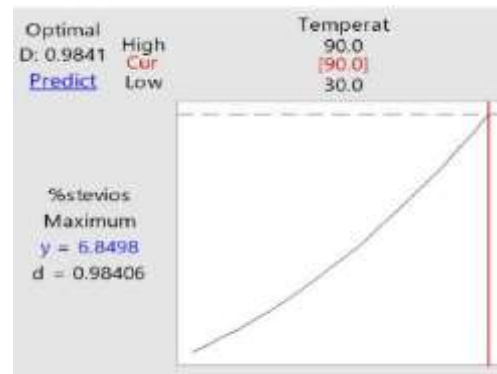 Optimal
D: 0.9841
Predict
High
Cur
Low
Temperat
90.0
[90.0]
30.0
%stevios
Maximum
y = 6.8498
d = 0.98406